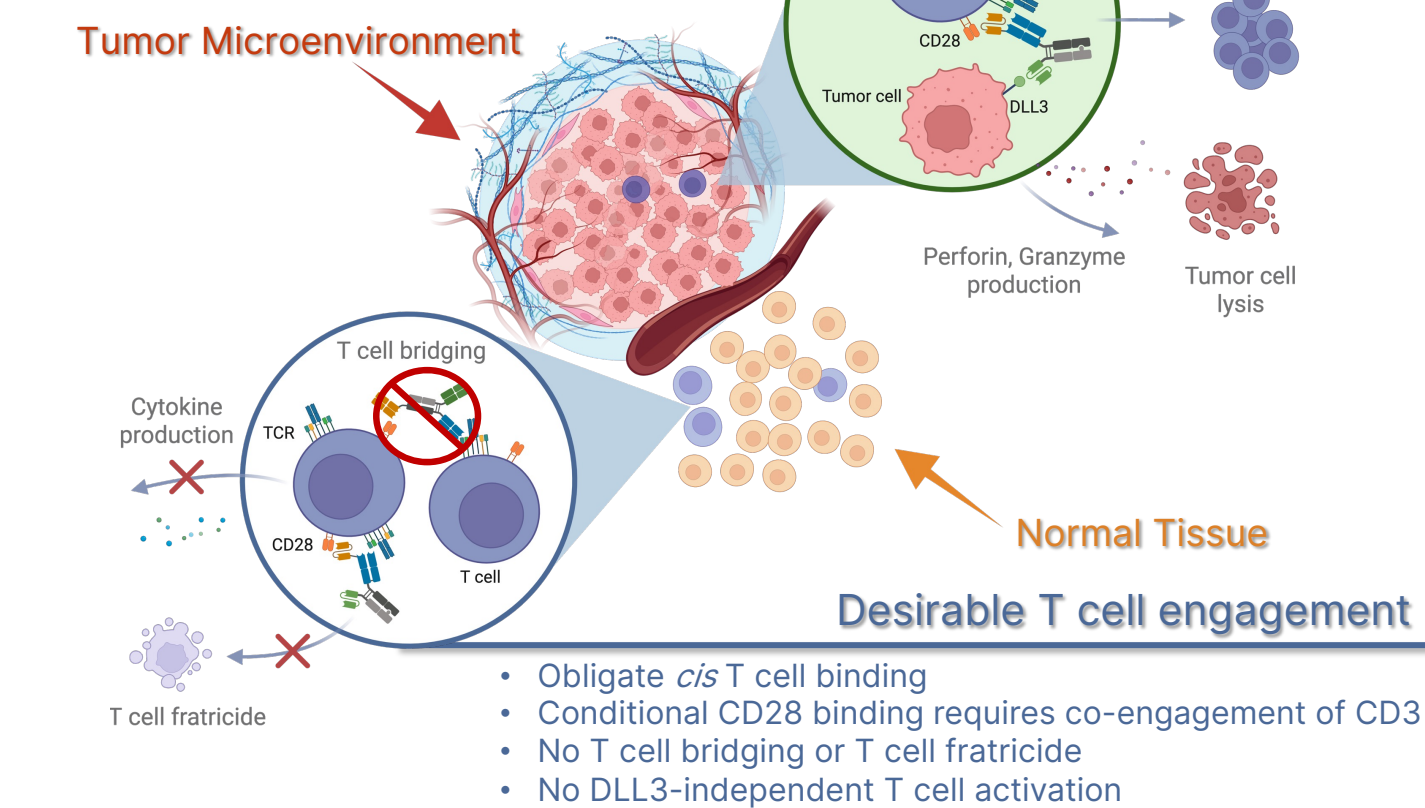 Tumor Microenvironment
CD28
Tumor cell
DLL3
Perforin, Granzyme
production
Tumor cell
lysis
T cell bridging
Cytokine
production
TCR
CD28
T cell
T cell fratricide
Normal Tissue
Desirable T cell engagement
• Obligate cis T cell binding
• Conditional CD28 binding requires co-engagement of CD3
• No T cell bridging or T cell fratricide
• No DLL3-independent T cell activation